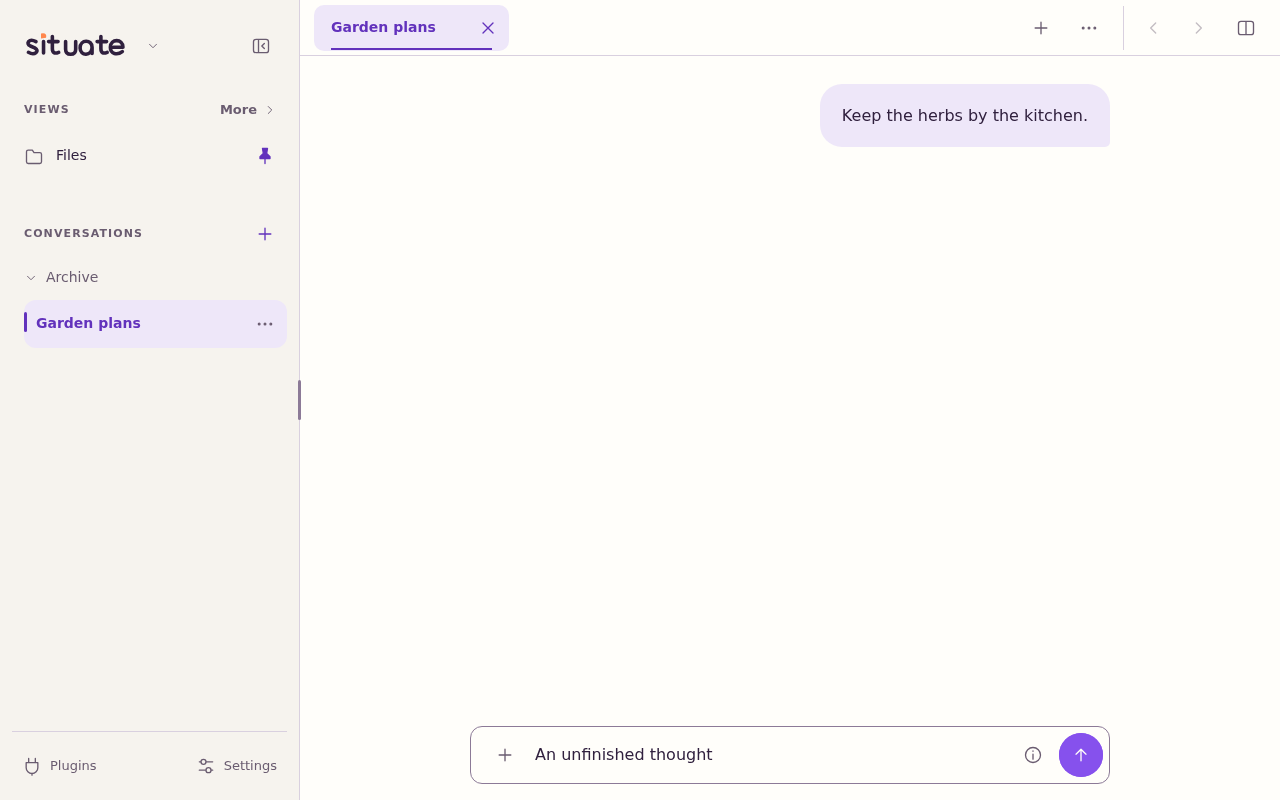 situate
VIEWS
More
Files
CONVERSATIONS
Archive
Garden plans
Plugins
Settings
Garden plans
Keep the herbs by the kitchen.
An unfinished thought